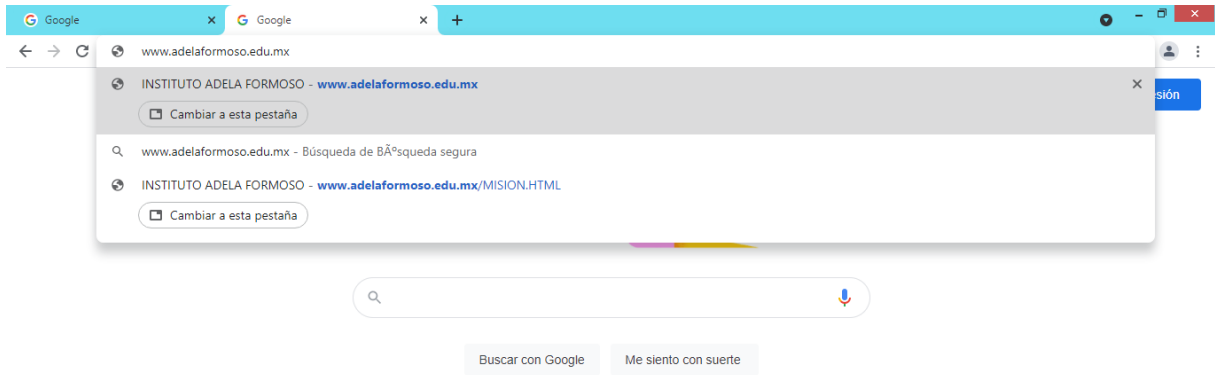 Google
Google
www.adelaformoso.edu.mx
INSTITUTO ADELA FORMOSO - www.adelaformoso.edu.mx
Cambiar a esta pestaña
sión
www.adelaformoso.edu.mx - Búsqueda de BÃºsqueda segura
INSTITUTO ADELA FORMOSO - www.adelaformoso.edu.mx/MISION.HTML
Cambiar a esta pestaña
Buscar con Google
Me siento con suerte